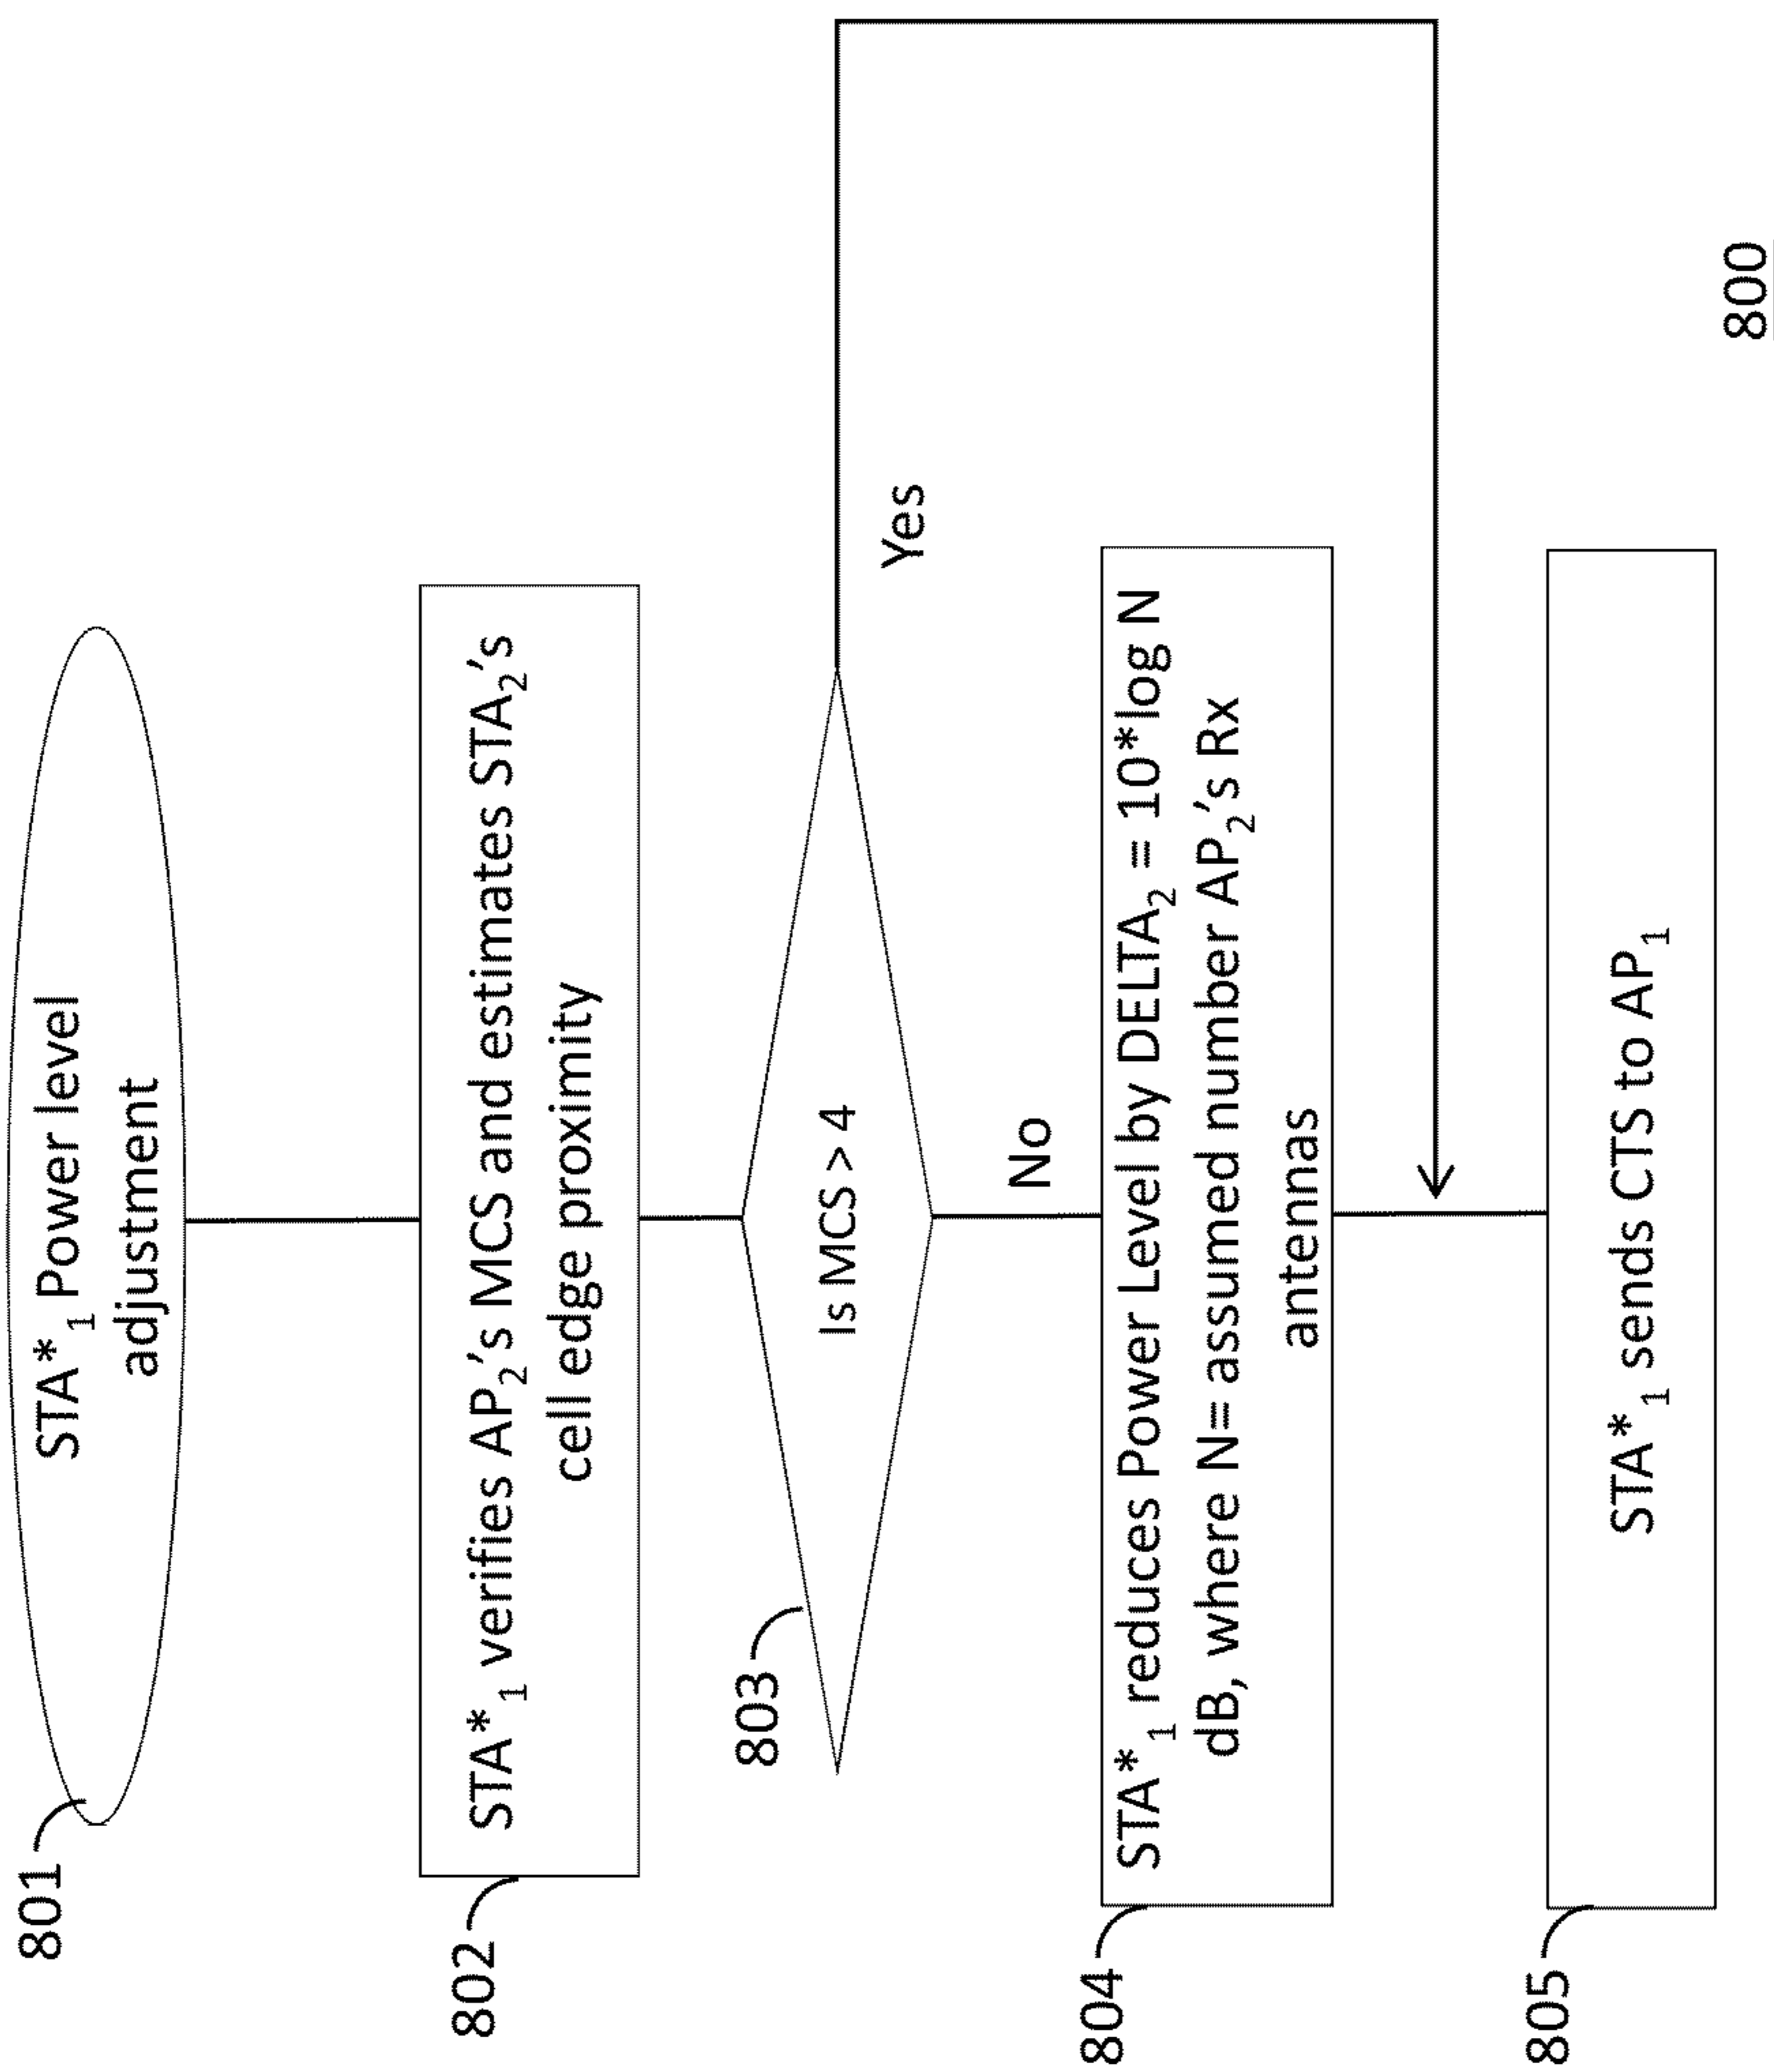 801
STA*₁ Power level
adjustment
802
STA*₁ verifies AP₂'s MCS and estimates STA₂'s
cell edge proximity
803
Is MCS > 4
Yes
No
804
STA*₁ reduces Power Level by DELTA₂ = 10*log N
dB, where N= assumed number AP₂'s Rx
antennas
805
STA*₁ sends CTS to AP₁
800